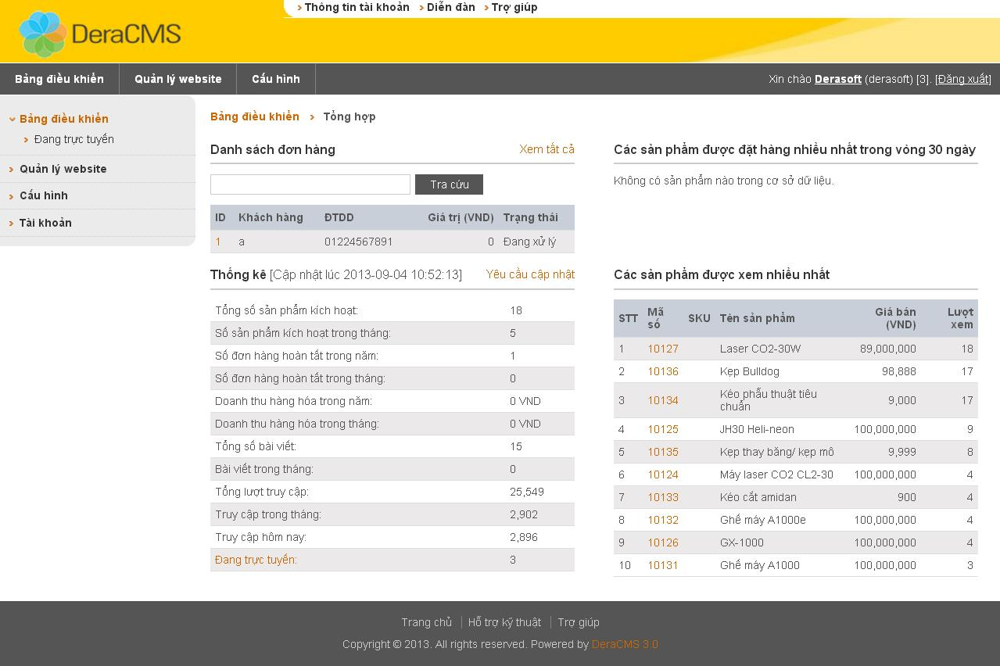 Thông tin tài khoản Diễn đàn Trợ giúp
DeraCMS
Bảng điều khiển Quản lý website Cấu hình Xin chào Derasoft (derasoft) [3]. [Đăng xuất]
Bảng điều khiển
Đang trực tuyến
Quản lý website
Cấu hình
Tài khoản
Bảng điều khiển Tổng hợp
Danh sách đơn hàng Xem tất cả
Tra cứu
ID Khách hàng ĐTDD Giá trị (VND) Trạng thái
1 a 01224567891 0 Đang xử lý
Thống kê [Cập nhật lúc 2013-09-04 10:52:13] Yêu cầu cập nhật
Tổng số sản phẩm kích hoạt: 18
Số sản phẩm kích hoạt trong tháng: 5
Số đơn hàng hoàn tất trong năm: 1
Số đơn hàng hoàn tất trong tháng: 0
Doanh thu hàng hóa trong năm: 0 VND
Doanh thu hàng hóa trong tháng: 0 VND
Tổng số bài viết: 15
Bài viết trong tháng: 0
Tổng lượt truy cập: 25,549
Truy cập trong tháng: 2,902
Truy cập hôm nay: 2,896
Đang trực tuyến: 3
Các sản phẩm được đặt hàng nhiều nhất trong vòng 30 ngày
Không có sản phẩm nào trong cơ sở dữ liệu.
Các sản phẩm được xem nhiều nhất
STT Mã số SKU Tên sản phẩm Giá bán (VND) Lượt xem
1 10127 Laser CO2-30W 89,000,000 18
2 10136 Kẹp Bulldog 98,888 17
3 10134 Kéo phẫu thuật tiêu chuẩn 9,000 17
4 10125 JH30 Heli-neon 100,000,000 9
5 10135 Kẹp thay băng/ kẹp mô 9,999 8
6 10124 Máy laser CO2 CL2-30 100,000,000 4
7 10133 Kéo cắt amidan 900 4
8 10132 Ghế máy A1000e 100,000,000 4
9 10126 GX-1000 100,000,000 4
10 10131 Ghế máy A1000 100,000,000 3
Trang chủ Hỗ trợ kỹ thuật Trợ giúp
Copyright © 2013. All rights reserved. Powered by DeraCMS 3.0